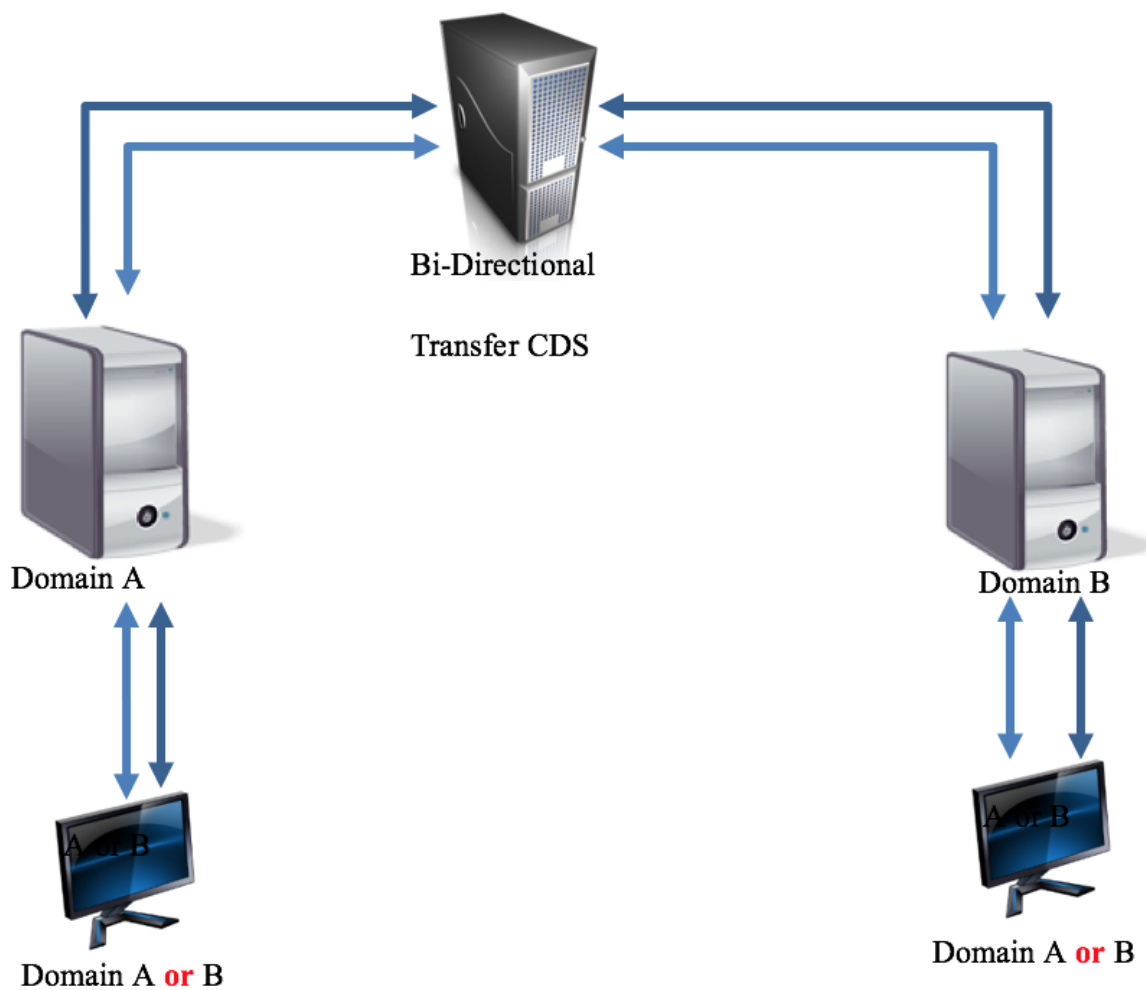 Bi-Directional
Transfer CDS
Domain A
Domain B
A or B
A or B
Domain A or B
Domain A or B